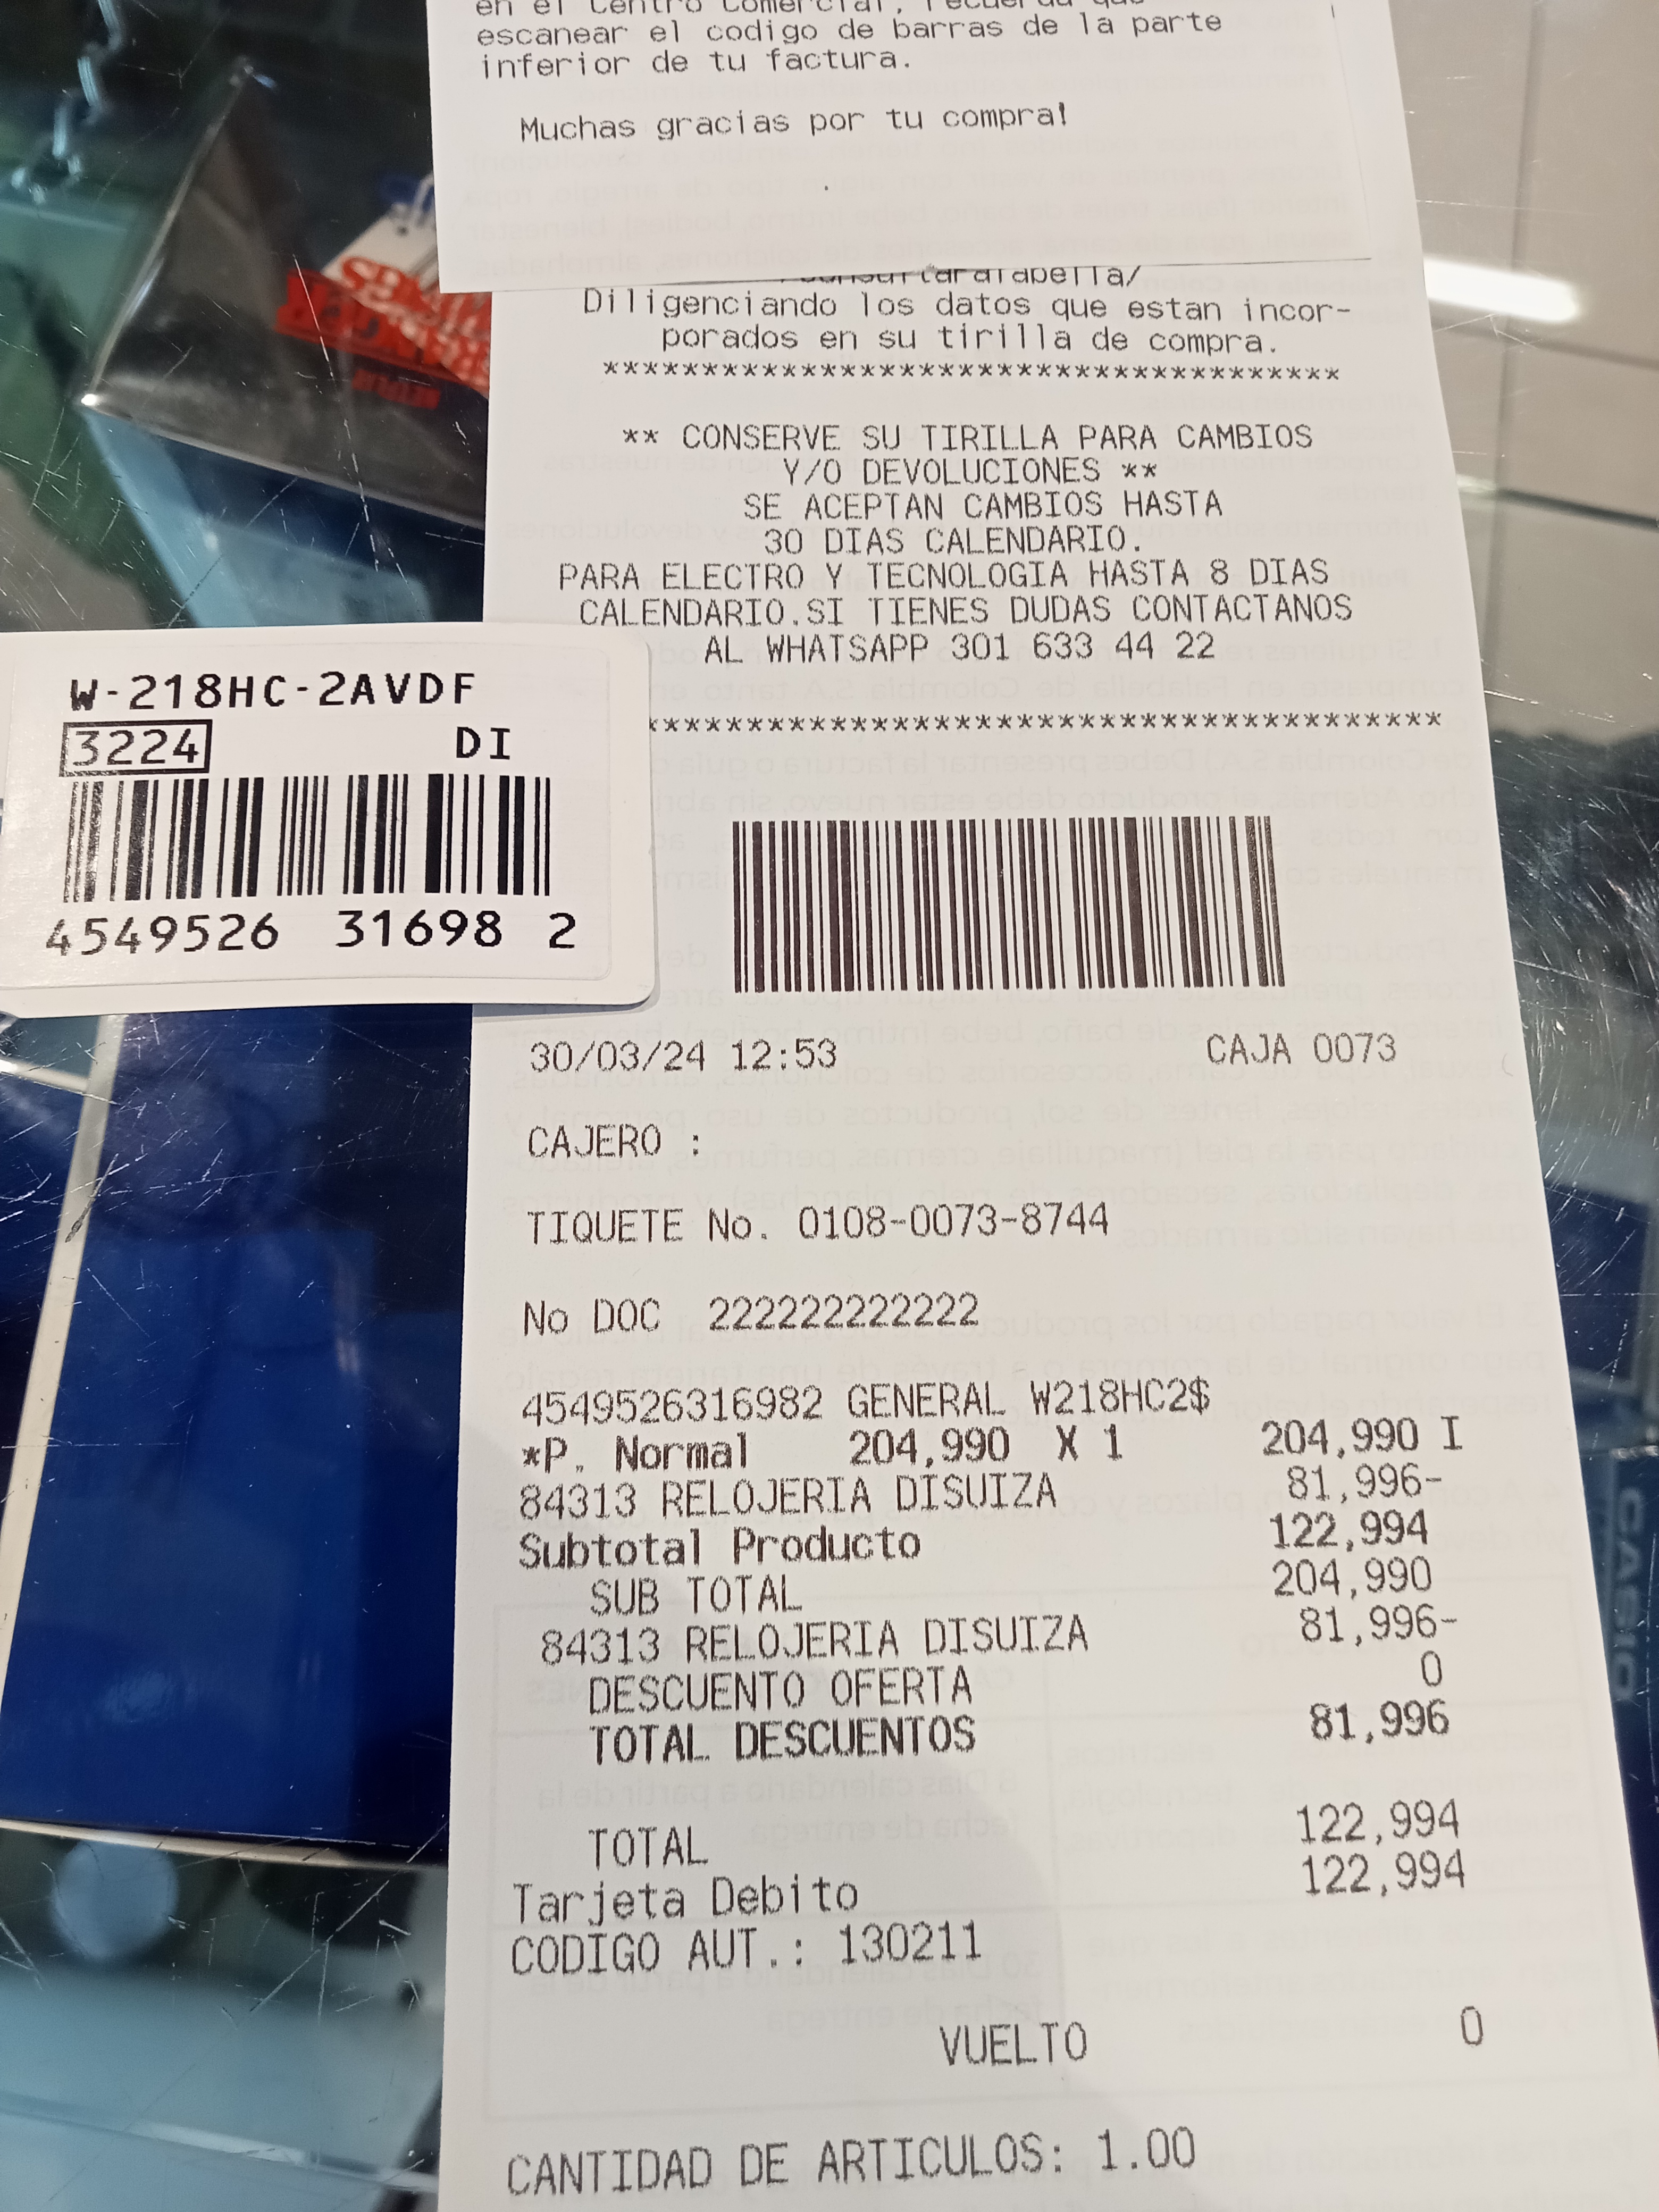 en el Centro Comercial, recuerda que
escanear el codigo de barras de la parte
inferior de tu factura.
Muchas gracias por tu compra!
Diligenciando los datos que estan incor-
porados en su tirilla de compra.
*************************************
** CONSERVE SU TIRILLA PARA CAMBIOS
Y/O DEVOLUCIONES **
SE ACEPTAN CAMBIOS HASTA
30 DIAS CALENDARIO.
PARA ELECTRO Y TECNOLOGIA HASTA 8 DIAS
CALENDARIO.SI TIENES DUDAS CONTACTANOS
AL WHATSAPP 301 633 44 22
****************************************
W-218HC-2AVDF
3224 DI
4549526 31698 2
30/03/24 12:53 CAJA 0073
CAJERO :
TIQUETE No. 0108-0073-8744
No DOC 222222222222
4549526316982 GENERAL W218HC2$
*P. Normal 204,990 X 1 204,990 I
84313 RELOJERIA DISUIZA 81,996-
Subtotal Producto 122,994
SUB TOTAL 204,990
84313 RELOJERIA DISUIZA 81,996-
DESCUENTO OFERTA 0
TOTAL DESCUENTOS 81,996
TOTAL 122,994
Tarjeta Debito 122,994
CODIGO AUT.: 130211
VUELTO 0
CANTIDAD DE ARTICULOS: 1.00
CASIO